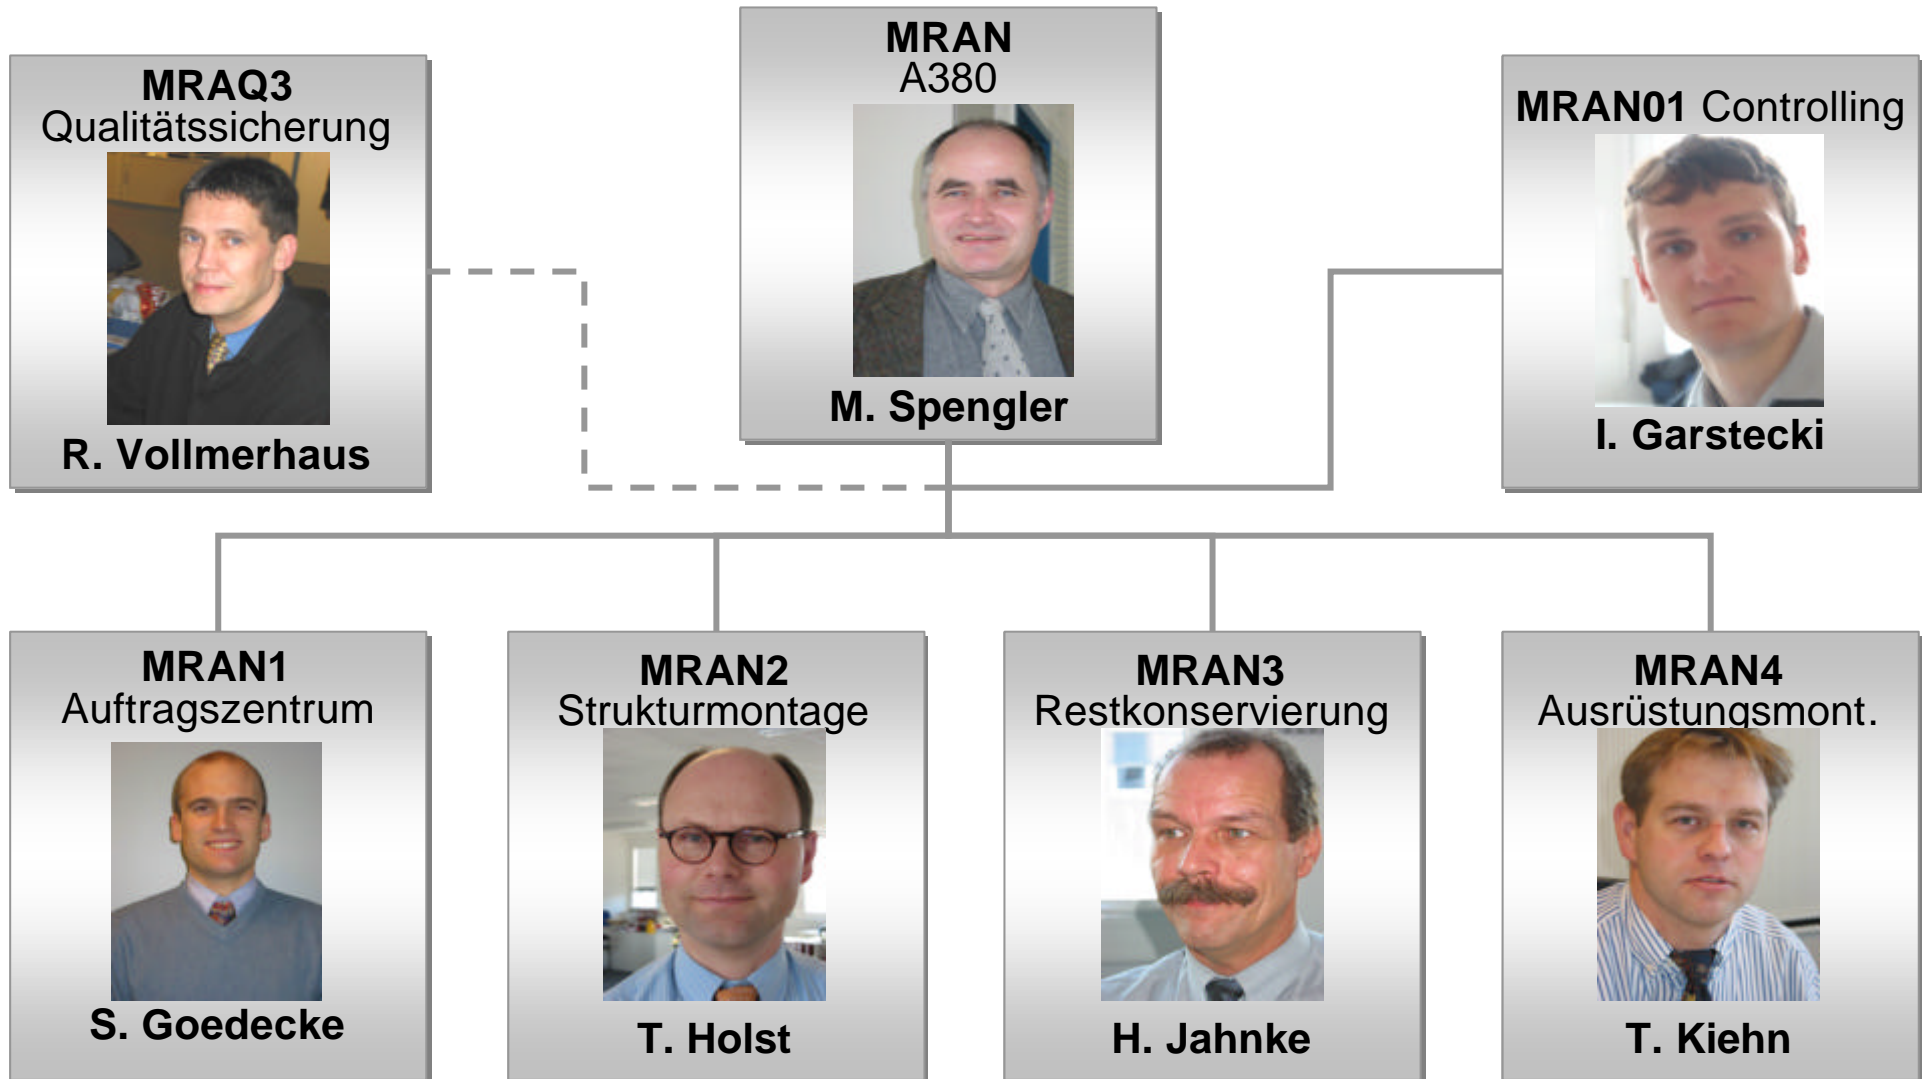 MRAQ3
Qualitätssicherung
R. Vollmerhaus
MRAN
A380
M. Spengler
MRAN01 Controlling
I. Garstecki
MRAN1
Auftragszentrum
S. Goedecke
MRAN2
Strukturmontage
T. Holst
MRAN3
Restkonservierung
H. Jahnke
MRAN4
Ausrüstungsmont.
T. Kiehn